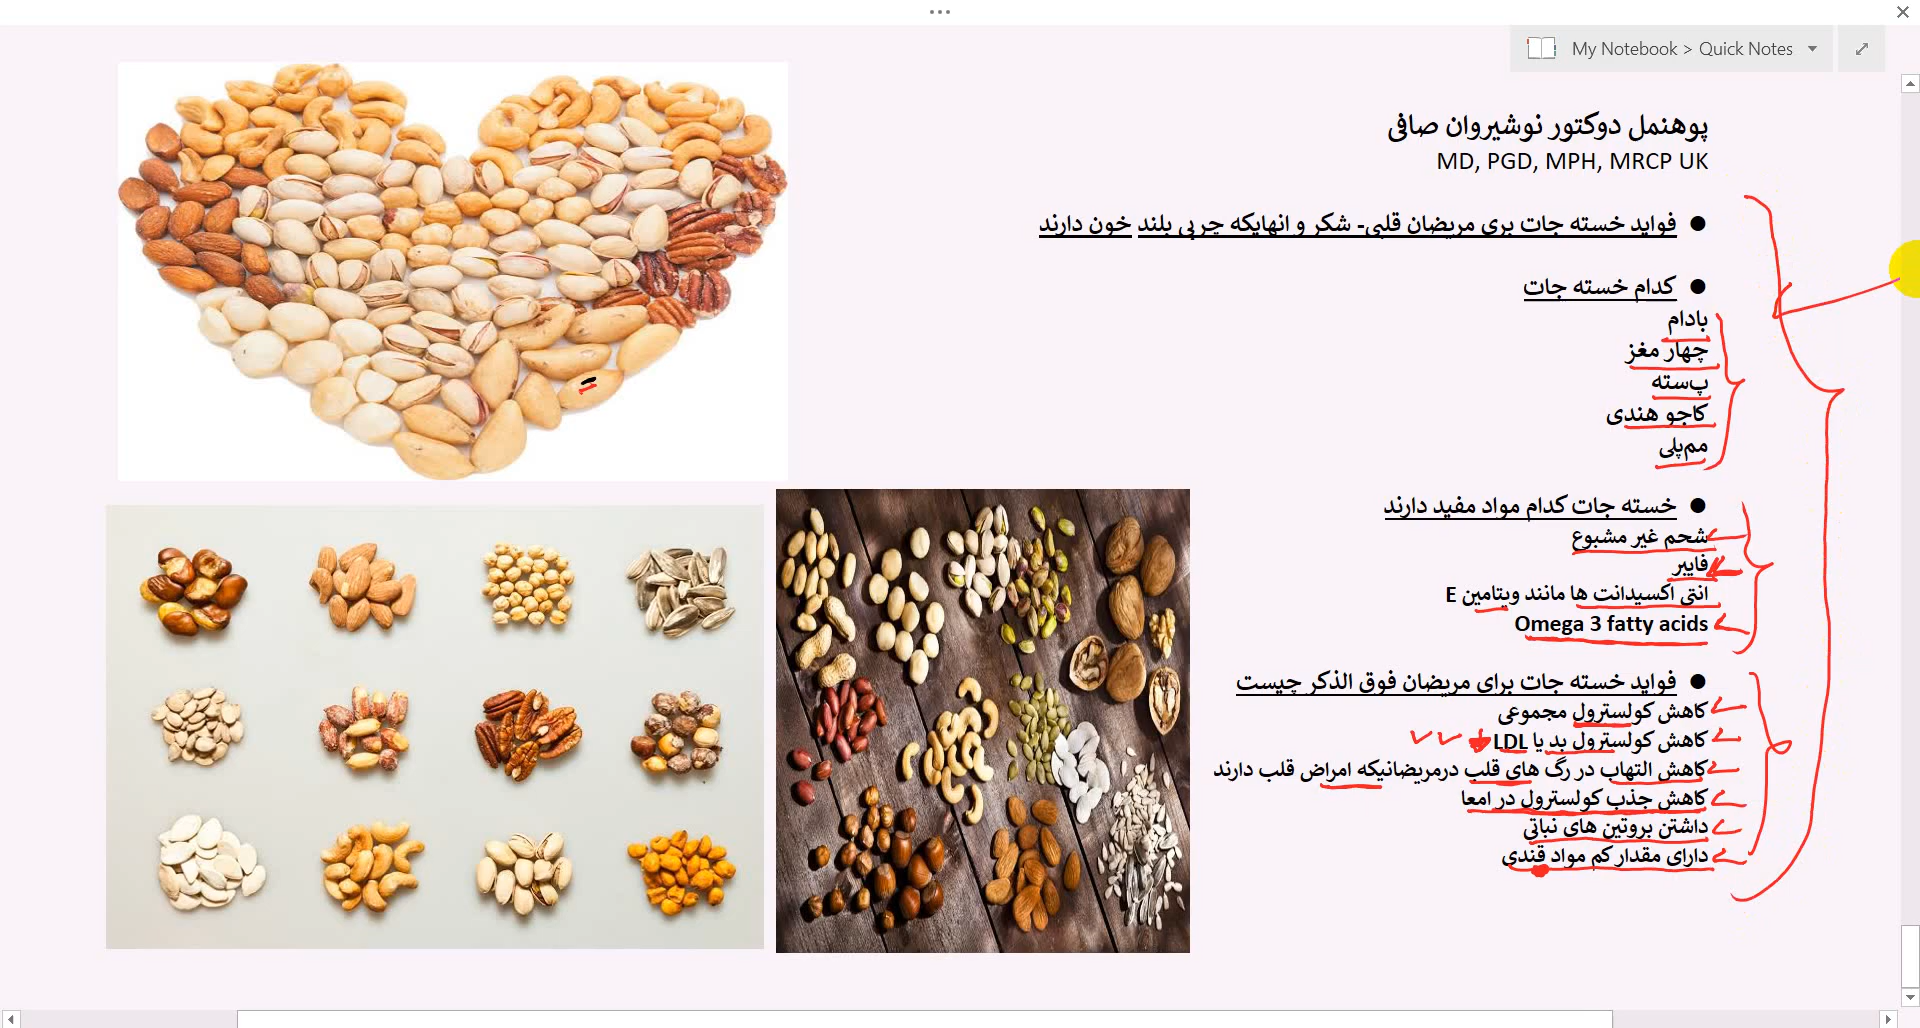 My Notebook > Quick Notes
پوهنمل دوکتور نوشیروان صافی
MD, PGD, MPH, MRCP UK
● فواید خسته جات بری مریضان قلبی- شکر و انهایکه چربی بلند خون دارند
● کدام خسته جات
بادام
چهار مغز
پسته
کاجو هندی
مم‌پلی
● خسته جات کدام مواد مفید دارند
شحم غیر مشبوع
فایبر
انتی اکسیدانت ها مانند ویتامین E
Omega 3 fatty acids
● فواید خسته جات برای مریضان فوق الذکر چیست
کاهش کولسترول مجموعی
کاهش کولسترول بد یا LDL
کاهش التهاب در رگ های قلب درمریضانیکه امراض قلب دارند
کاهش جذب کولسترول در امعا
داشتن بروتین های نباتی
دارای مقدار کم مواد قندی